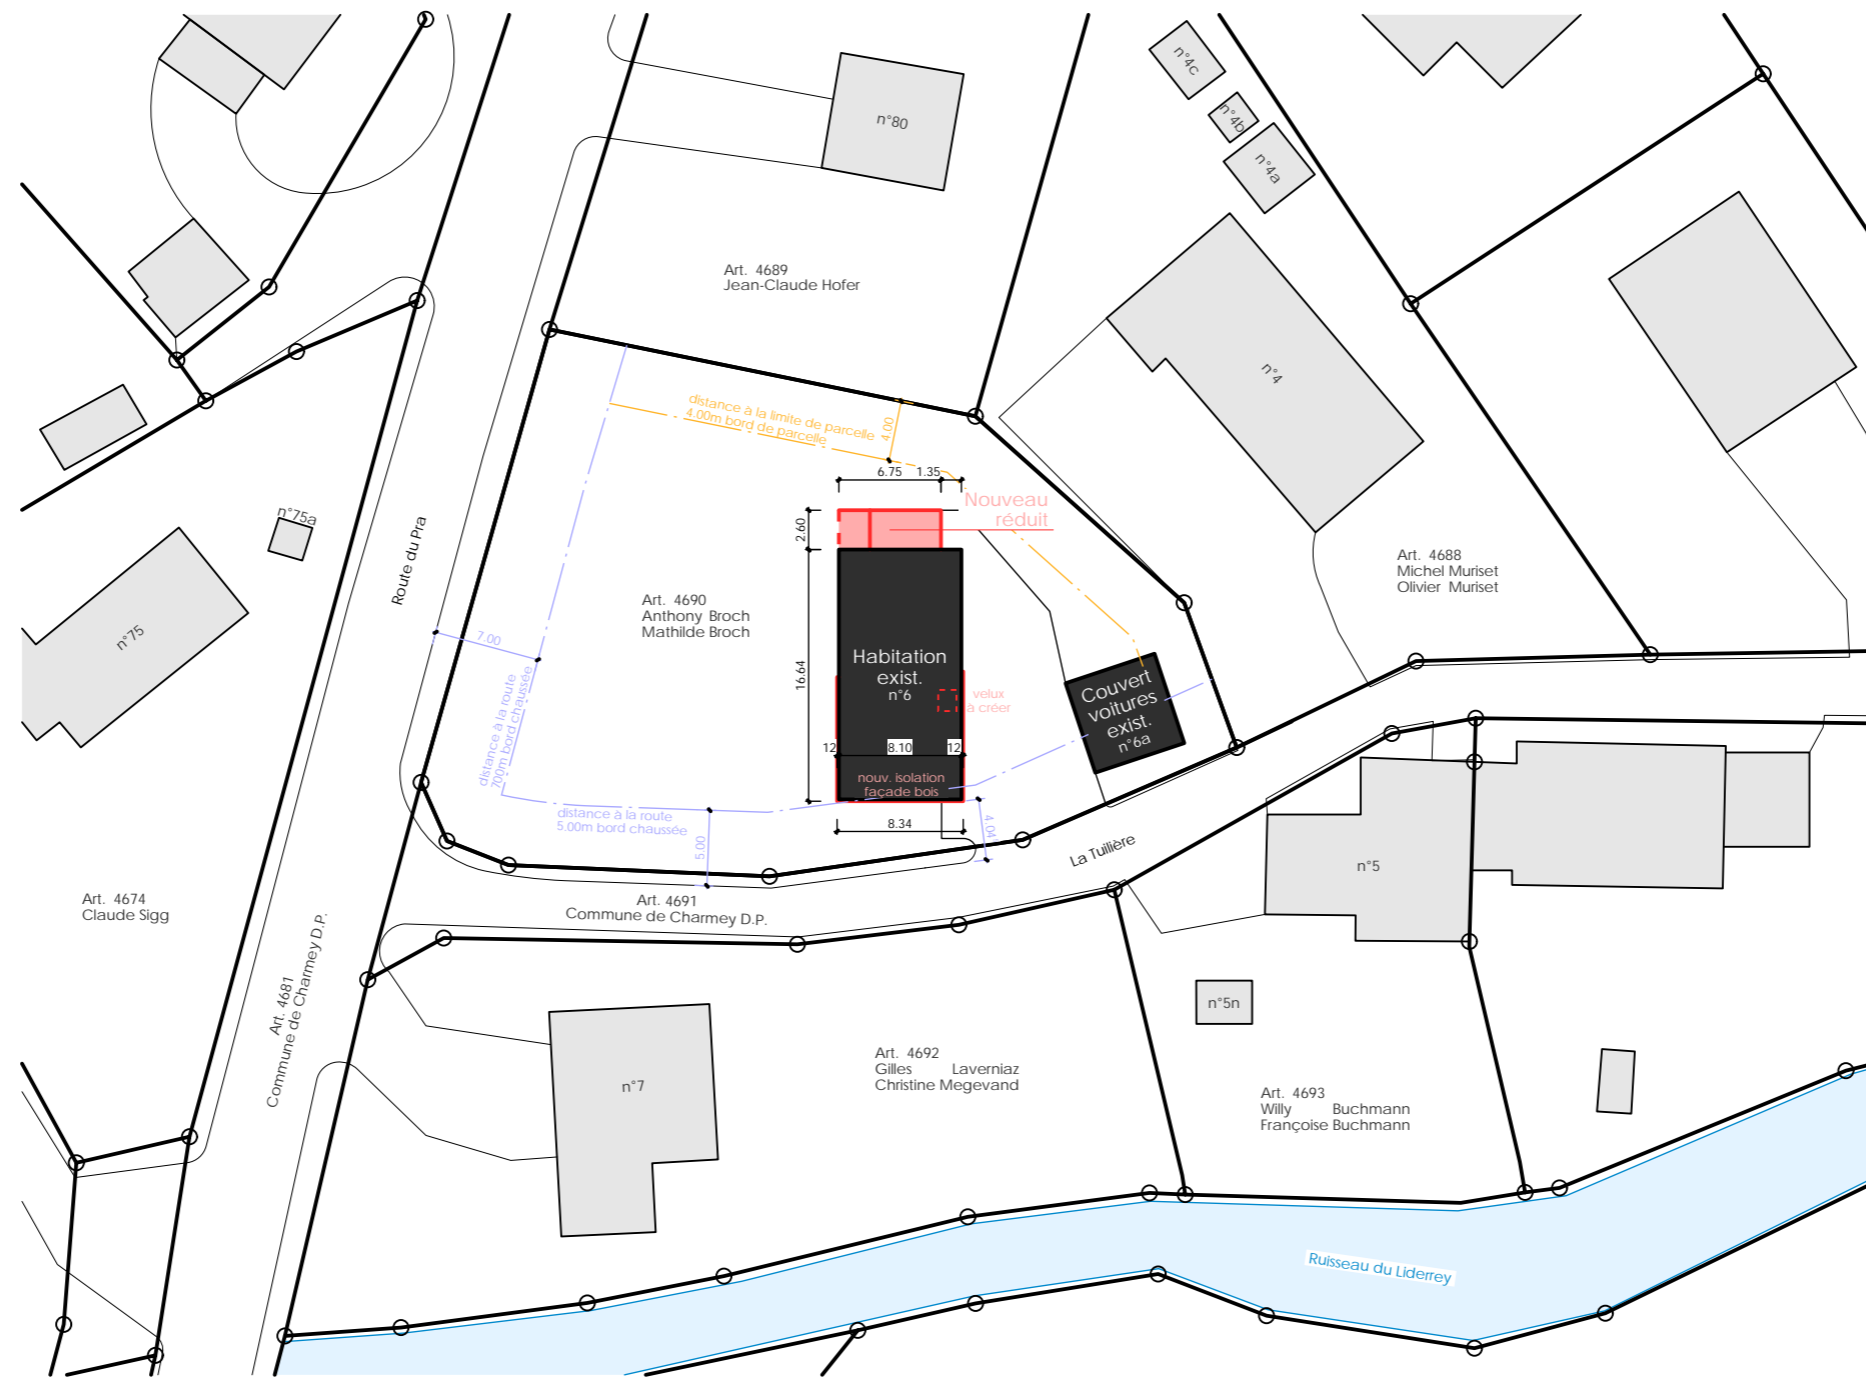 n°4c
n°4b
n°80
n°4a
Art. 4689
Jean-Claude Hofer
n°4
distance à la limite de parcelle
4.00m bord de parcelle
4.00
6.75
1.35
Nouveau
réduit
2.60
n°75a
Route du Pra
Art. 4688
Michel Muriset
Olivier Muriset
Art. 4690
Anthony Broch
Mathilde Broch
n°75
7.00
distance à la route
700m bord chaussée
16.64
Habitation
exist.
n°6
velux
à créer
Couvert
voitures
exist.
n°6a
12
8.10
12
nouv. isolation
façade bois
distance à la route
5.00m bord chaussée
5.00
8.34
4.04
La Tuilière
n°5
Art. 4674
Claude Sigg
Art. 4691
Commune de Charmey D.P.
Art. 4681
Commune de Charmey D.P.
n°5n
n°7
Art. 4692
Gilles Laverniaz
Christine Megevand
Art. 4693
Willy Buchmann
Françoise Buchmann
Ruisseau du Liderrey